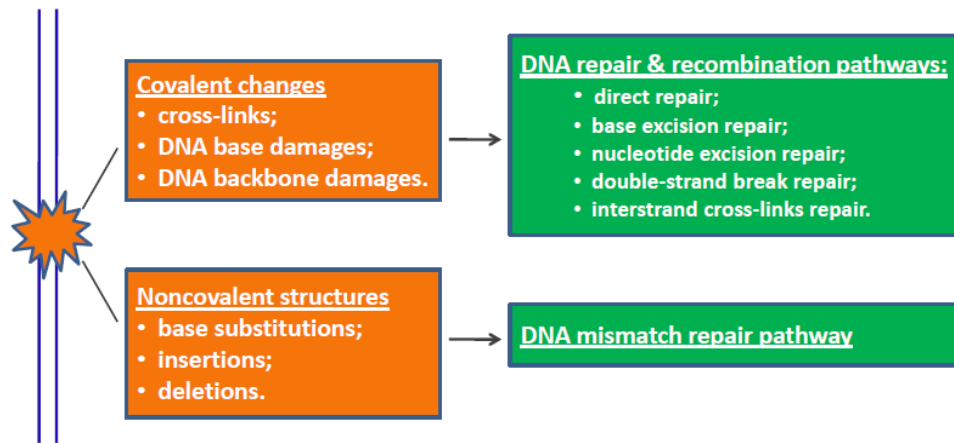 Covalent changes
• cross-links;
• DNA base damages;
• DNA backbone damages.
DNA repair & recombination pathways:
• direct repair;
• base excision repair;
• nucleotide excision repair;
• double-strand break repair;
• interstrand cross-links repair.
Noncovalent structures
• base substitutions;
• insertions;
• deletions.
DNA mismatch repair pathway